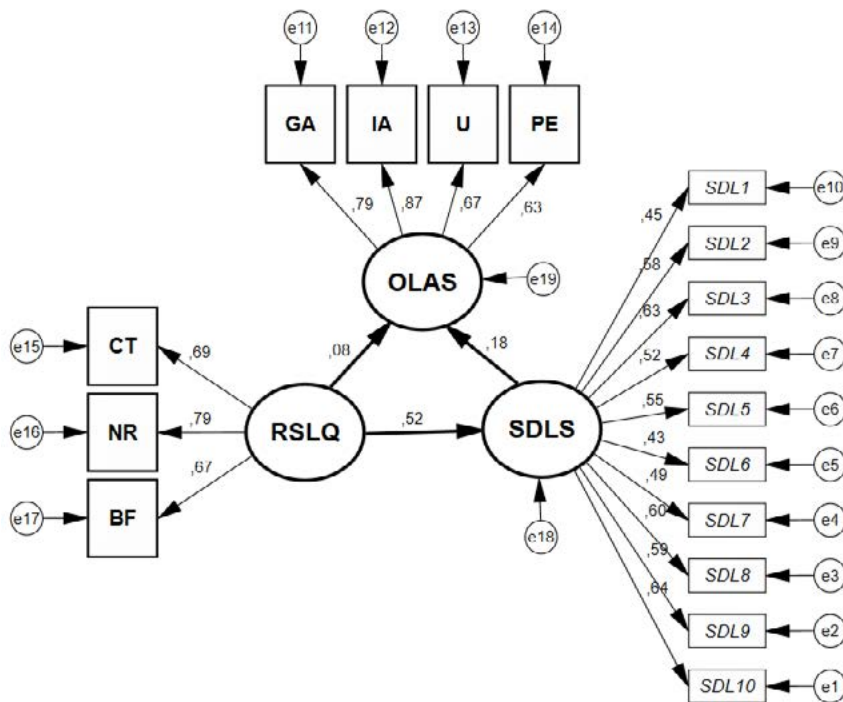 e11 e12 e13 e14
GA IA U PE
,79 ,87 ,67 ,63
OLAS
e19
,08 ,18
RSLQ
,52
SDLS
e18
e15 CT ,69
e16 NR ,79
e17 BF ,67
,45 SDL1 e10
,58 SDL2 e9
,63 SDL3 e8
,52 SDL4 e7
,55 SDL5 e6
,43 SDL6 e5
,49 SDL7 e4
,60 SDL8 e3
,59 SDL9 e2
,64 SDL10 e1